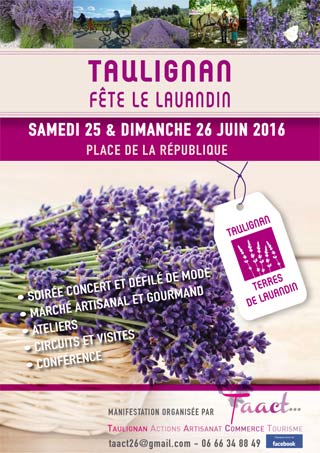 TAULIGNAN
FÊTE LE LAVANDIN
SAMEDI 25 & DIMANCHE 26 JUIN 2016
PLACE DE LA RÉPUBLIQUE
TAULIGNAN
TERRES
DE LAVANDIN
• SOIRÉE CONCERT ET DÉFILÉ DE MODE
• MARCHÉ ARTISANAL ET GOURMAND
• ATELIERS
• CIRCUITS ET VISITES
• CONFÉRENCE
MANIFESTATION ORGANISÉE PAR Taact...
TAULIGNAN ACTIONS ARTISANAT COMMERCE TOURISME
taact26@gmail.com - 06 66 34 88 49
facebook